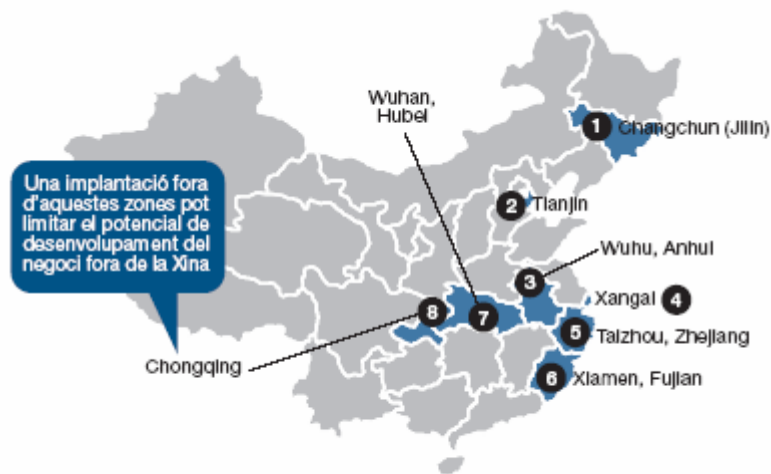 Wuhan,
Hubei
1
Changchun (Jilin)
Una implantació fora
d'aquestes zones pot
limitar el potencial de
desenvolupament del
negoci fora de la Xina
2
Tianjin
Wuhu, Anhui
3
Xangai 4
8
7
5
Taizhou, Zhejiang
Chongqing
6
Xiamen, Fujian